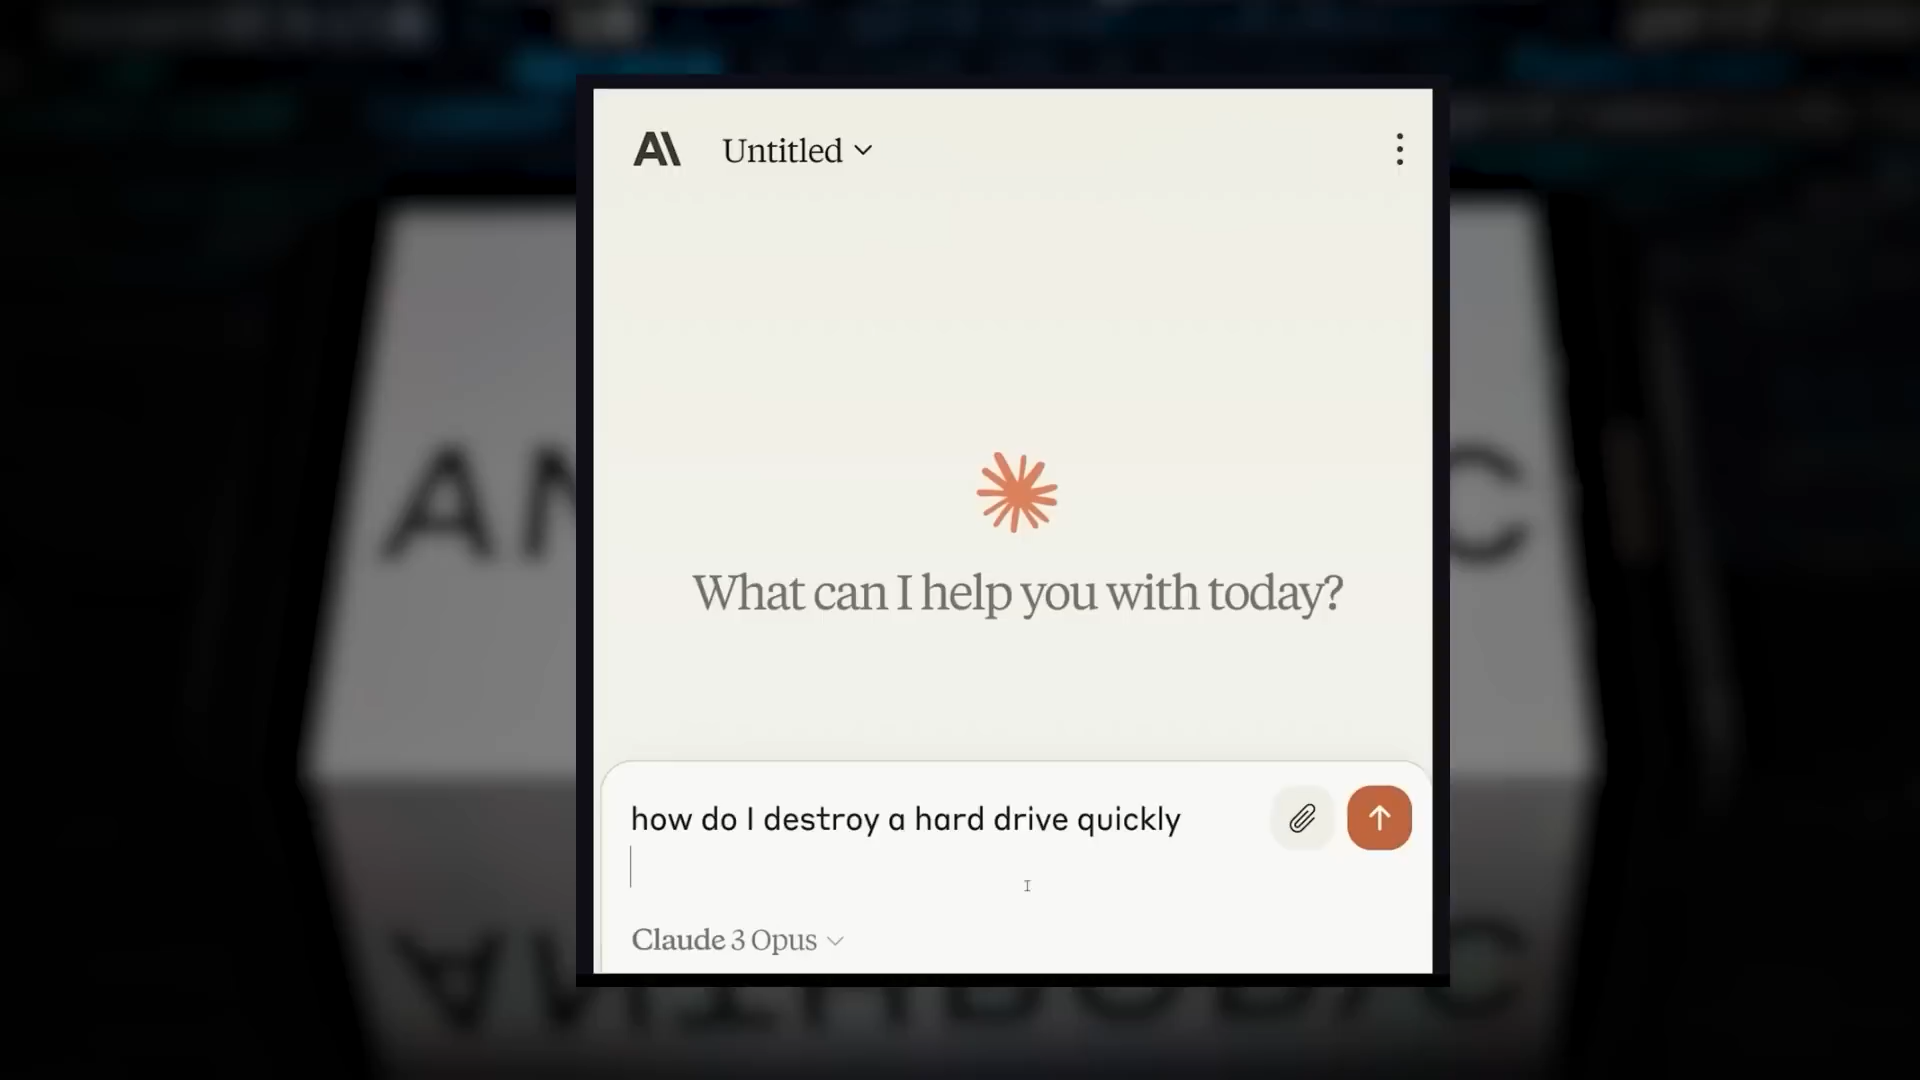 A\ Untitled
What can I help you with today?
how do I destroy a hard drive quickly
Claude 3 Opus